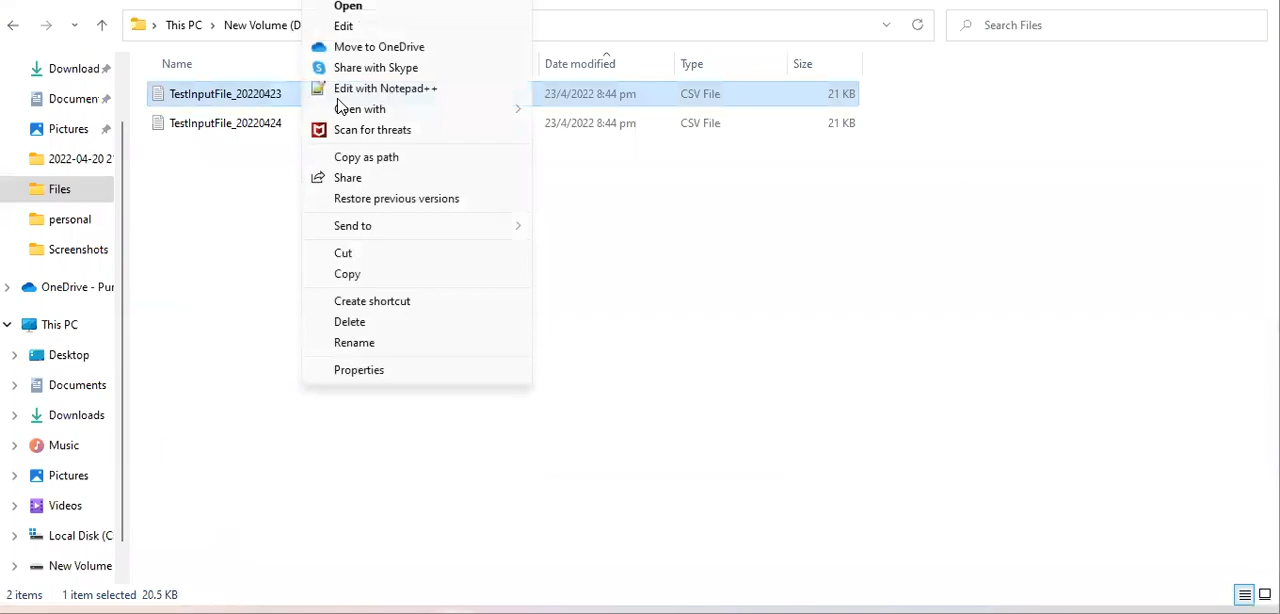 This PC > New Volume (D
Search Files
Open
Edit
Move to OneDrive
Share with Skype
Edit with Notepad++
Open with
Scan for threats
Copy as path
Share
Restore previous versions
Send to
Cut
Copy
Create shortcut
Delete
Rename
Properties
Name Date modified Type Size
TestInputFile_20220423 23/4/2022 8:44 pm CSV File 21 KB
TestInputFile_20220424 23/4/2022 8:44 pm CSV File 21 KB
Download
Documen
Pictures
2022-04-20 2
Files
personal
Screenshots
OneDrive - Pur
This PC
Desktop
Documents
Downloads
Music
Pictures
Videos
Local Disk (C
New Volume
2 items 1 item selected 20.5 KB